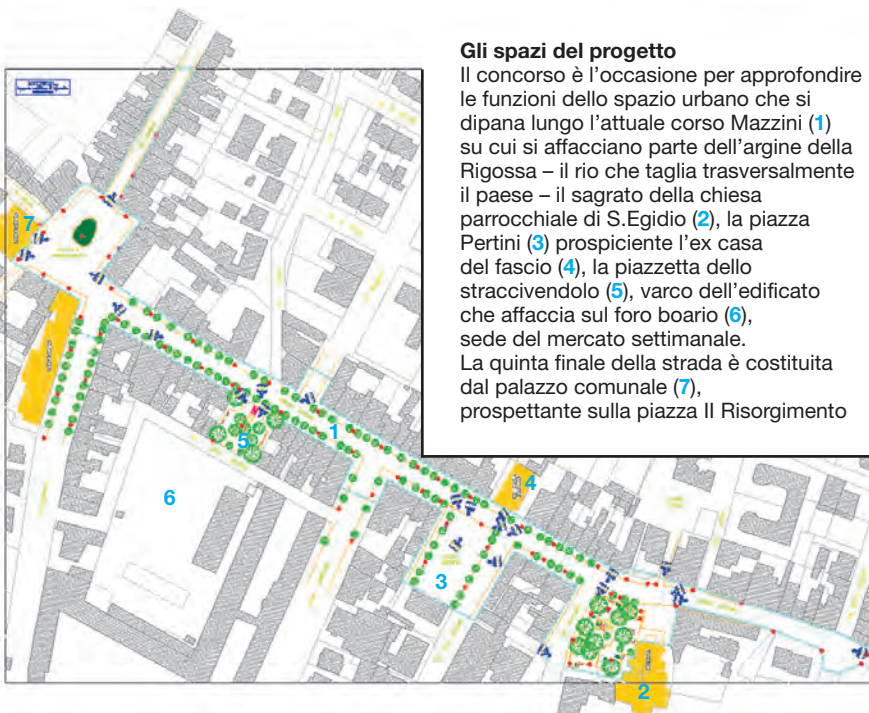 Gli spazi del progetto
Il concorso è l'occasione per approfondire
le funzioni dello spazio urbano che si
dipana lungo l'attuale corso Mazzini (1)
su cui si affacciano parte dell'argine della
Rigossa – il rio che taglia trasversalmente
il paese – il sagrato della chiesa
parrocchiale di S.Egidio (2), la piazza
Pertini (3) prospiciente l'ex casa
del fascio (4), la piazzetta dello
straccivendolo (5), varco dell'edificato
che affaccia sul foro boario (6),
sede del mercato settimanale.
La quinta finale della strada è costituita
dal palazzo comunale (7),
prospettante sulla piazza II Risorgimento
7
1
5
4
6
3
2